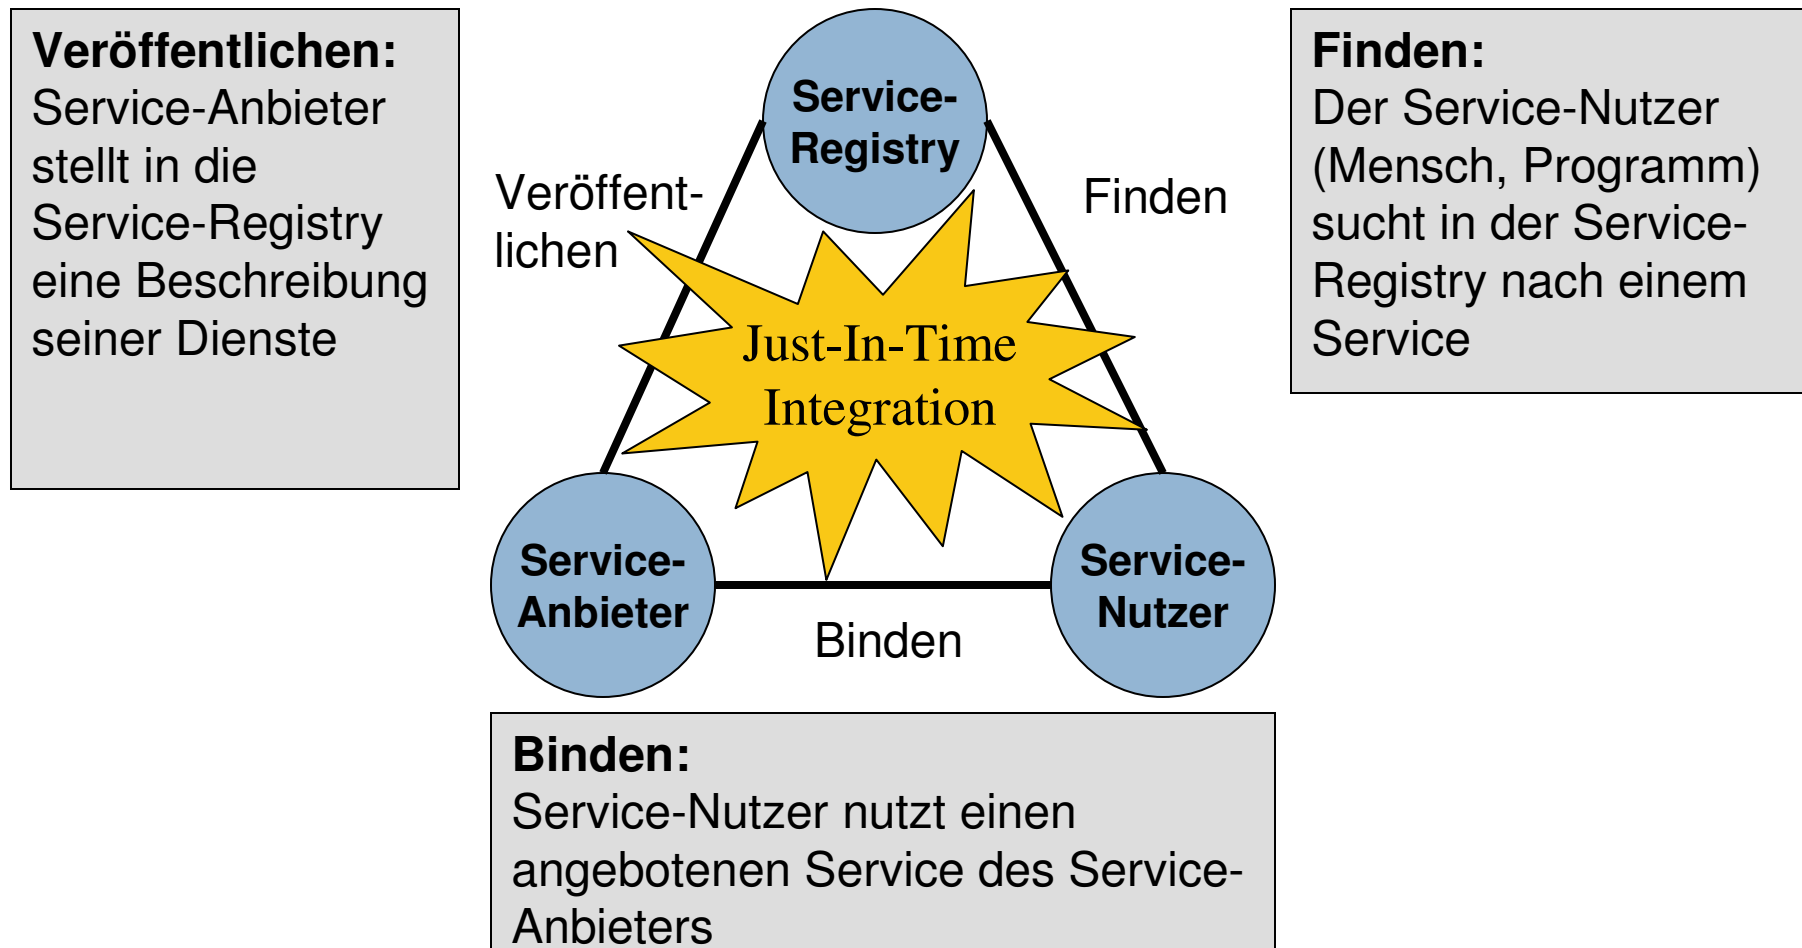 Veröffentlichen:
Service-Anbieter
stellt in die
Service-Registry
eine Beschreibung
seiner Dienste
Service-
Registry
Veröffent-
lichen
Finden
Just-In-Time
Integration
Service-
Anbieter
Service-
Nutzer
Binden
Finden:
Der Service-Nutzer
(Mensch, Programm)
sucht in der Service-
Registry nach einem
Service
Binden:
Service-Nutzer nutzt einen
angebotenen Service des Service-
Anbieters